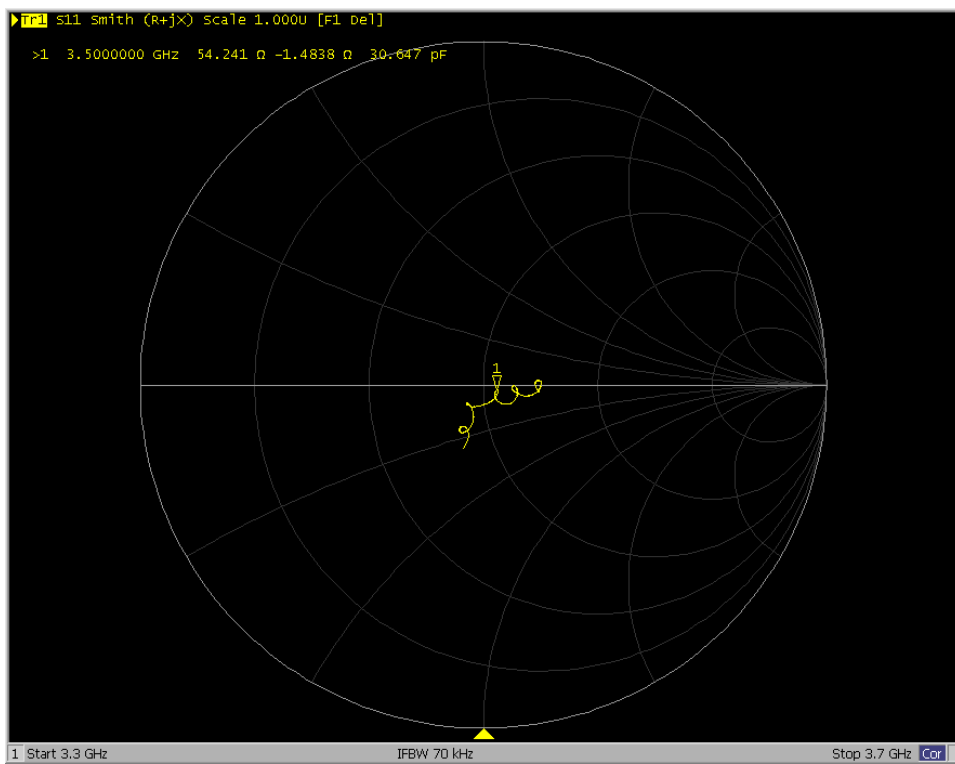 Tr1 S11 Smith (R+jX) Scale 1.000U [F1 Del]
>1 3.5000000 GHz 54.241 Ω -1.4838 Ω 30.647 pF
1
1 Start 3.3 GHz IFBW 70 kHz Stop 3.7 GHz Cor